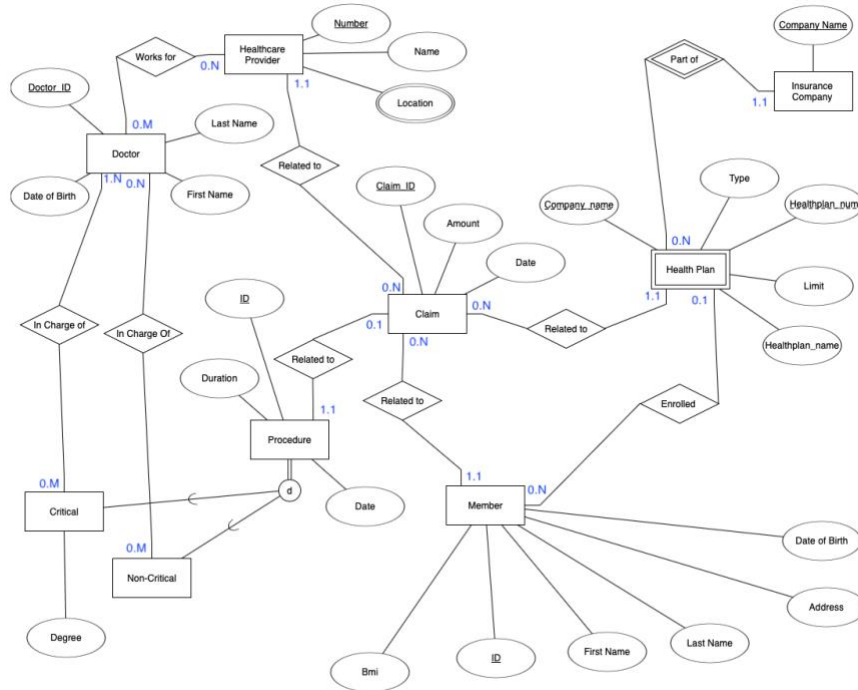 Company Name
Number
Healthcare
Provider
Name
Works for
Part of
0.N
1.1
Insurance
Company
1.1
Doctor_ID
Location
0.M
Last Name
Doctor
Related to
1.N
0.N
Date of Birth
First Name
Claim_ID
Type
Company_name
Healthplan_num
Amount
0.N
Date
Health Plan
ID
0.N
Limit
In Charge of
In Charge Of
Claim
0.N
1.1
0.1
0.1
0.N
Related to
Related to
Healthplan_name
Duration
Related to
1.1
Enrolled
Procedure
d
1.1
0.N
0.M
Critical
Date
Member
Date of Birth
0.M
Non-Critical
Address
Degree
Last Name
First Name
Bmi
ID